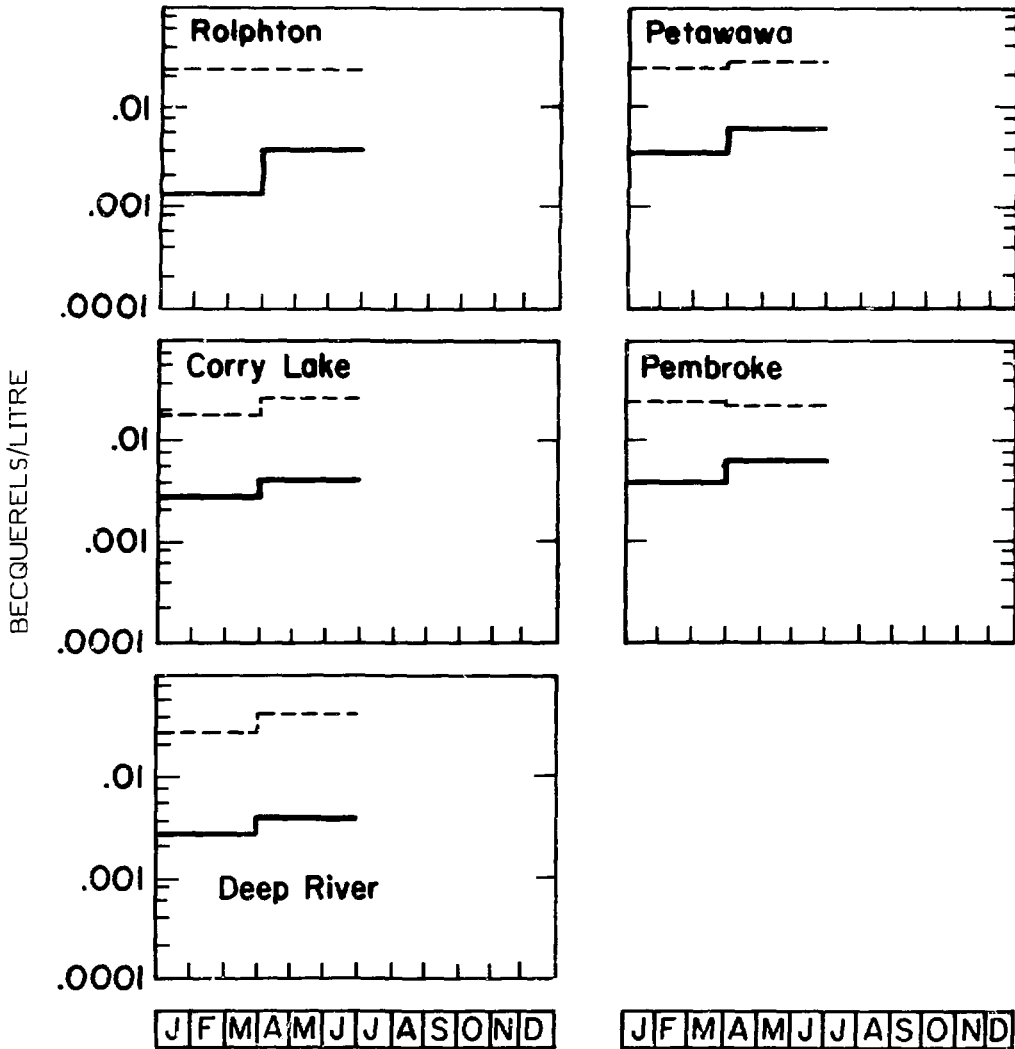 Rolphton
Petawawa
.01
.001
.0001
Corry Lake
Pembroke
BECQUERELS/LITRE
.01
.001
.0001
Deep River
.01
.001
.0001
J F M A M J J A S O N D
J F M A M J J A S O N D